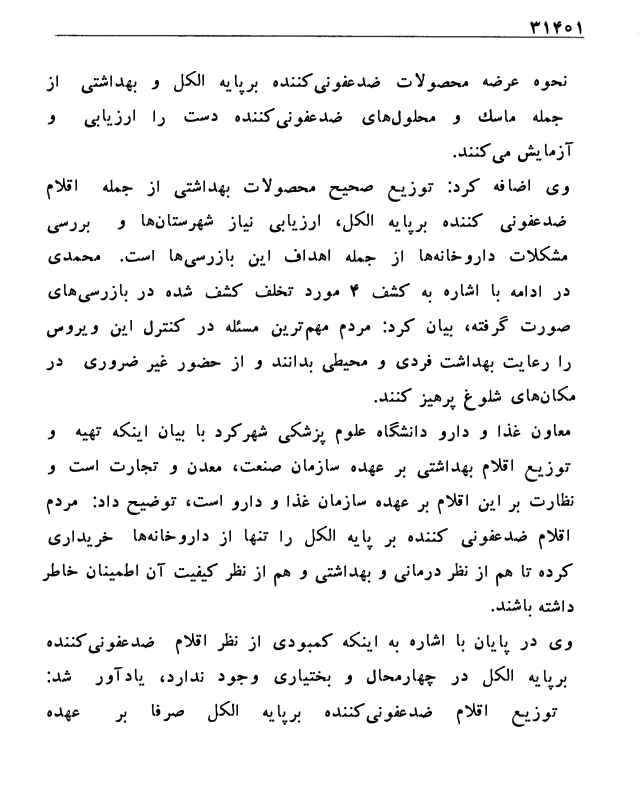 ۳۱۴۰۱
نحوه عرضه محصولات ضدعفونی‌کننده برپایه الکل و بهداشتی از
جمله ماسك و محلول‌های ضدعفونی‌کننده دست را ارزیابی و
آزمایش می‌کنند.
وی اضافه کرد: توزیع صحیح محصولات بهداشتی از جمله اقلام
ضدعفونی کننده برپایه الکل، ارزیابی نیاز شهرستان‌ها و بررسی
مشکلات داروخانه‌ها از جمله اهداف این بازرسی‌ها است. محمدی
در ادامه با اشاره به کشف ۴ مورد تخلف کشف شده در بازرسی‌های
صورت گرفته، بیان کرد: مردم مهم‌ترین مسئله در کنترل این ویروس
را رعایت بهداشت فردی و محیطی بدانند و از حضور غیر ضروری در
مکان‌های شلوغ پرهیز کنند.
معاون غذا و دارو دانشگاه علوم پزشکی شهرکرد با بیان اینکه تهیه و
توزیع اقلام بهداشتی بر عهده سازمان صنعت، معدن و تجارت است و
نظارت بر این اقلام بر عهده سازمان غذا و دارو است، توضیح داد: مردم
اقلام ضدعفونی کننده بر پایه الکل را تنها از داروخانه‌ها خریداری
کرده تا هم از نظر درمانی و بهداشتی و هم از نظر کیفیت آن اطمینان خاطر
داشته باشند.
وی در پایان با اشاره به اینکه کمبودی از نظر اقلام ضدعفونی‌کننده
برپایه الکل در چهارمحال و بختیاری وجود ندارد، یادآور شد:
توزیع اقلام ضدعفونی‌کننده برپایه الکل صرفا بر عهده